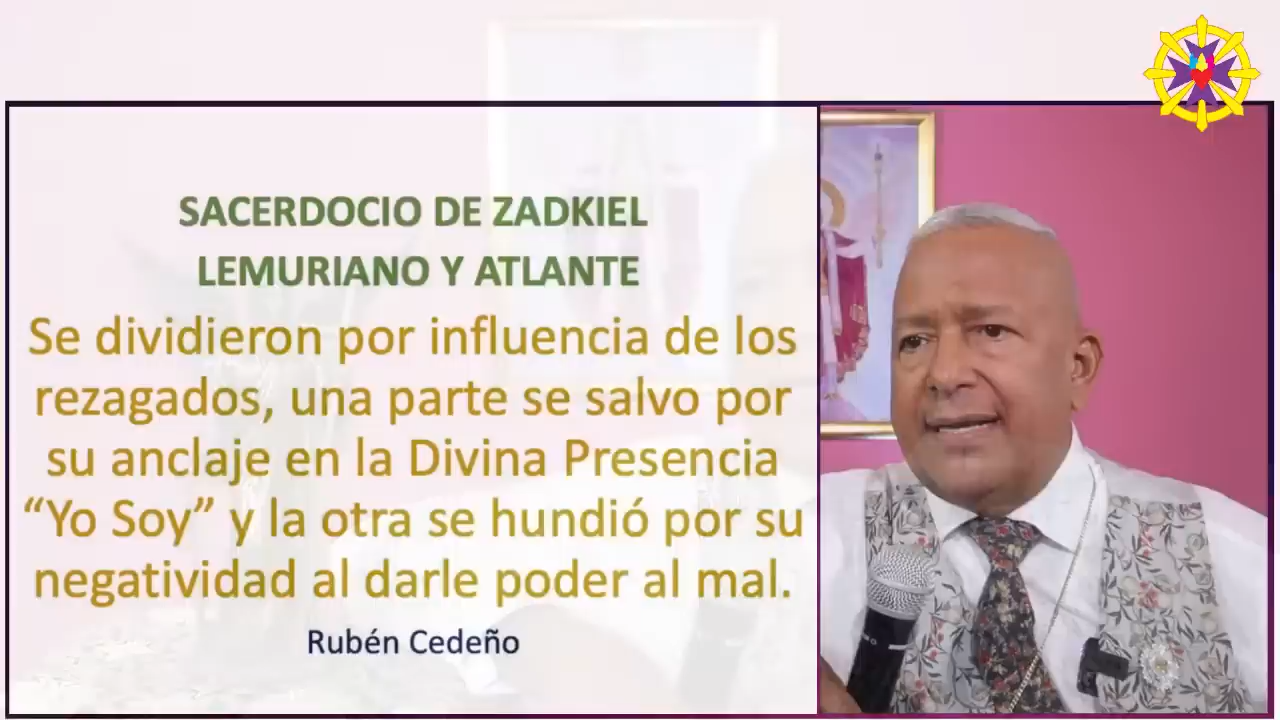 SACERDOCIO DE ZADKIEL
LEMURIANO Y ATLANTE
Se dividieron por influencia de los
rezagados, una parte se salvo por
su anclaje en la Divina Presencia
“Yo Soy” y la otra se hundió por su
negatividad al darle poder al mal.
Rubén Cedeño